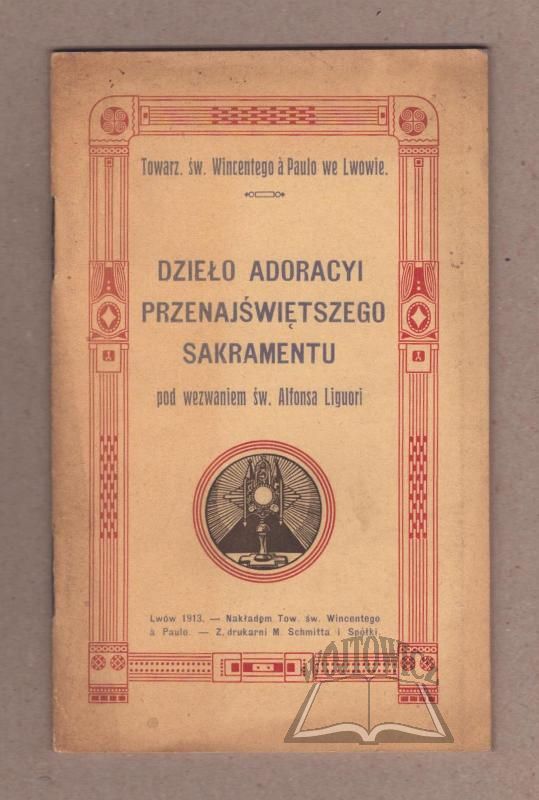 Towarz. św. Wincentego à Paulo we Lwowie.
DZIEŁO ADORACYI
PRZENAJŚWIĘTSZEGO
SAKRAMENTU
pod wezwaniem św. Alfonsa Liguori
Lwów 1913. — Nakładem Tow. św. Wincentego
à Paulo. — Z drukarni M. Schmitta i Spółki.
WÓJTOWICZ